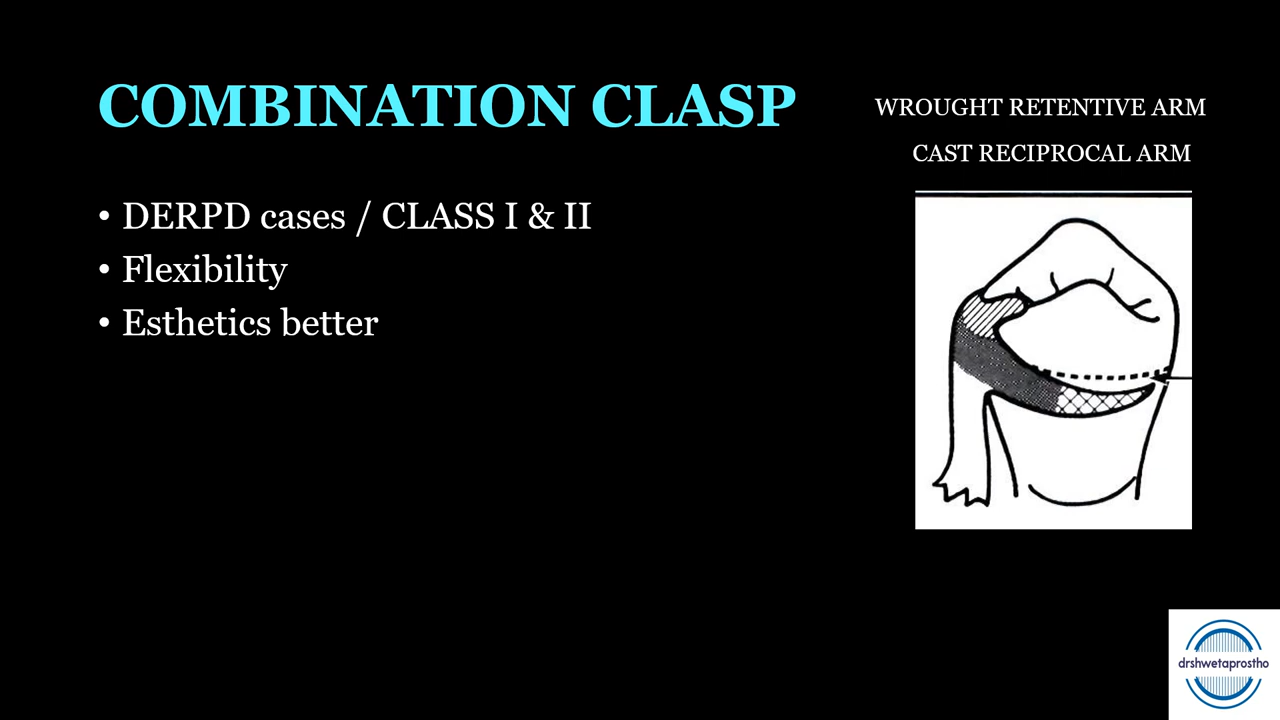 COMBINATION CLASP
• DERPD cases / CLASS I & II
• Flexibility
• Esthetics better
WROUGHT RETENTIVE ARM
CAST RECIPROCAL ARM
drshwetaprostho